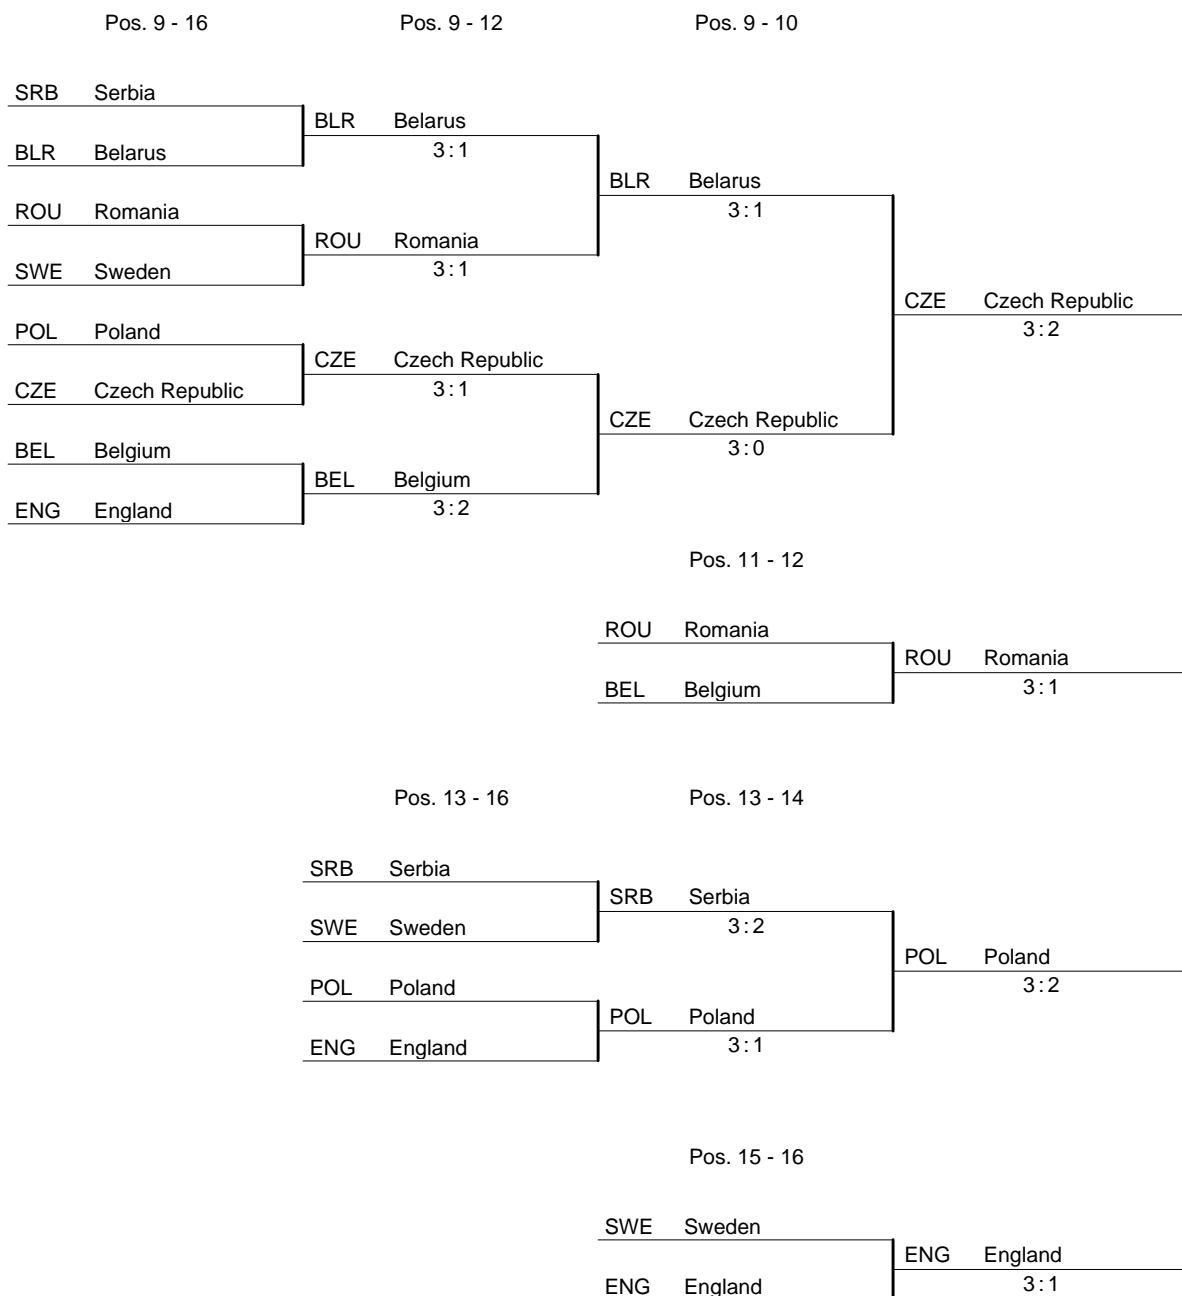 Pos. 9 - 16 Pos. 9 - 12 Pos. 9 - 10
SRB Serbia
BLR Belarus
3:1
BLR Belarus
BLR Belarus
3:1
ROU Romania
ROU Romania
3:1
SWE Sweden
CZE Czech Republic
3:2
POL Poland
CZE Czech Republic
3:1
CZE Czech Republic
CZE Czech Republic
3:0
BEL Belgium
BEL Belgium
3:2
ENG England
Pos. 11 - 12
ROU Romania
ROU Romania
3:1
BEL Belgium
Pos. 13 - 16 Pos. 13 - 14
SRB Serbia
SRB Serbia
3:2
SWE Sweden
POL Poland
3:2
POL Poland
POL Poland
3:1
ENG England
Pos. 15 - 16
SWE Sweden
ENG England
3:1
ENG England